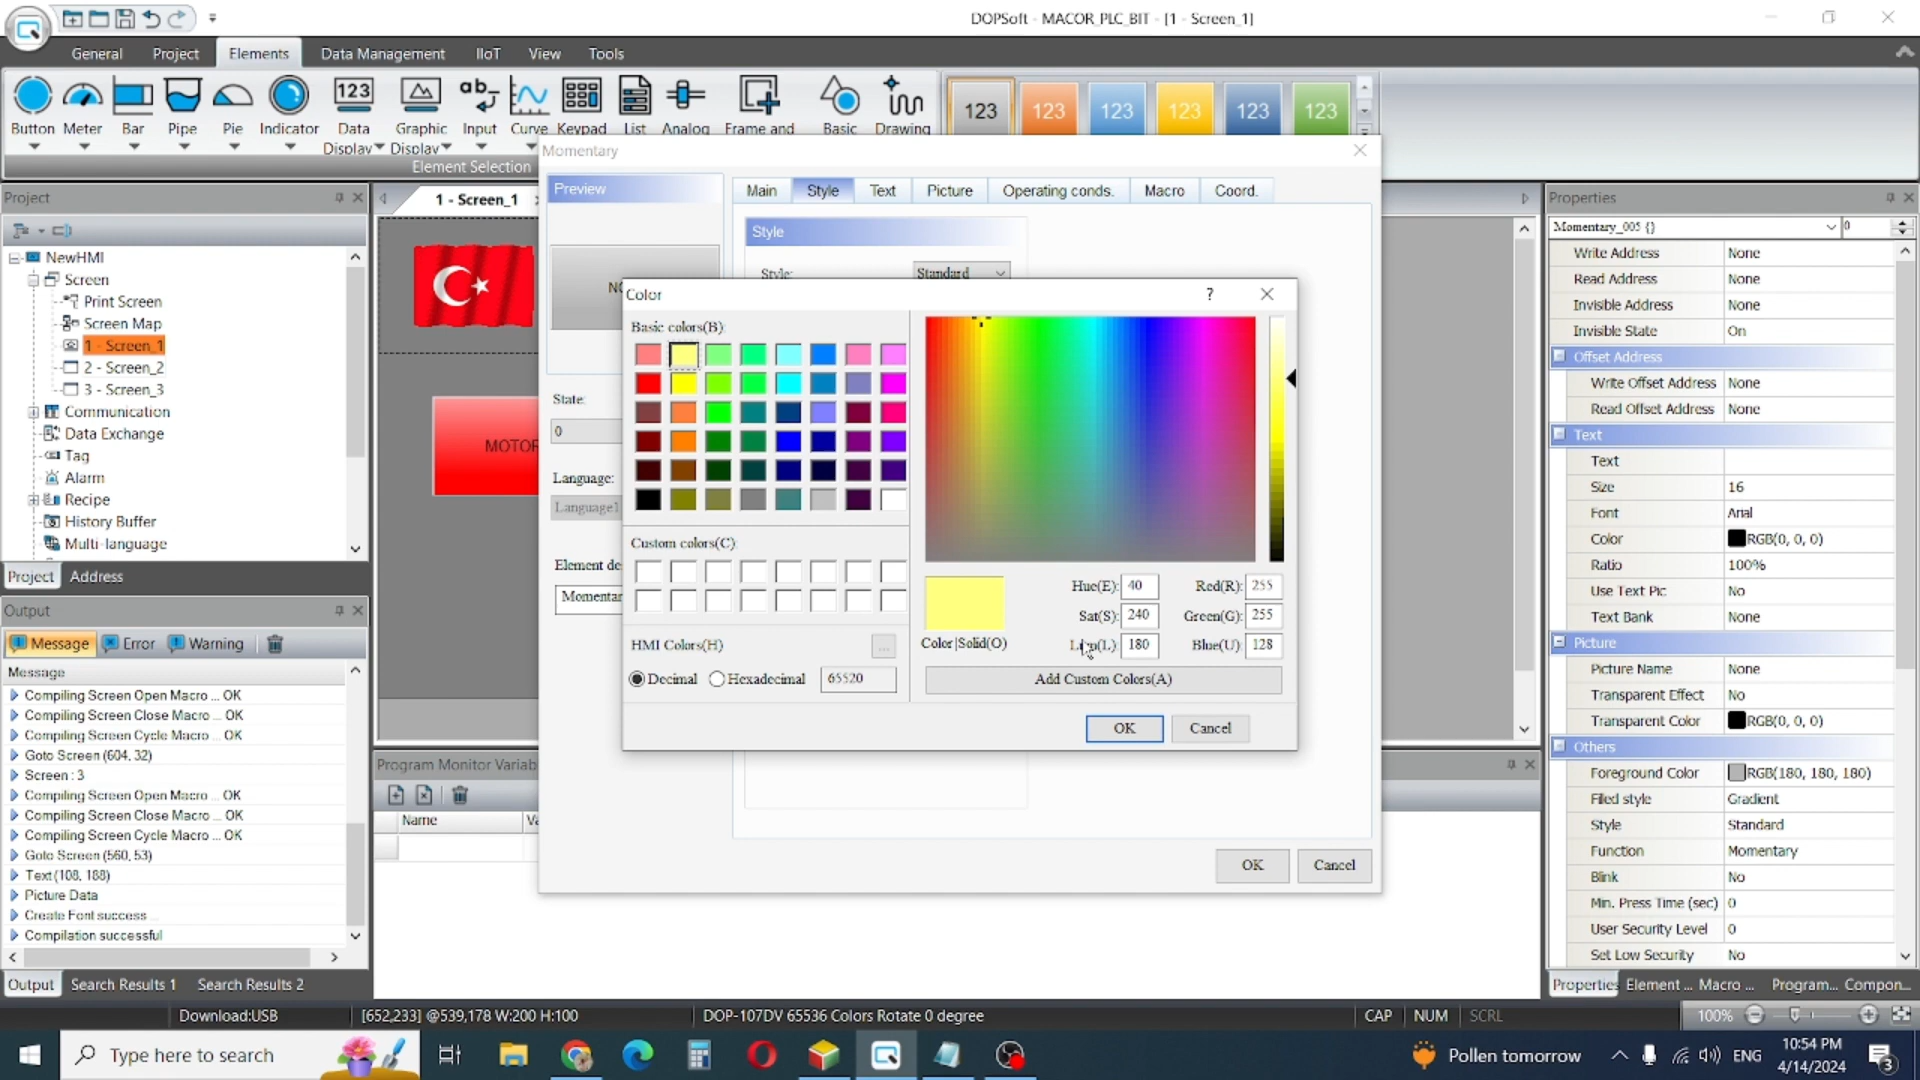 DOPSoft - MACOR_PLC_BIT - [1 - Screen_1]
General Project Elements Data Management IIoT View Tools
Button Meter Bar Pipe Pie Indicator Data Display Graphic Display Input Curve Keypad List Analog Frame and Basic Drawing
123 123 123 123 123 123
Element Selection
Momentary
Preview
Main Style Text Picture Operating conds. Macro Coord.
Style
Style: Standard
State:
0
Language:
Language1
Element de
Momentar
OK Cancel
Project
NewHMI
Screen
Print Screen
Screen Map
1 - Screen_1
2 - Screen_2
3 - Screen_3
Communication
Data Exchange
Tag
Alarm
Recipe
History Buffer
Multi-language
Project Address
1 - Screen_1
MOTOR
Color
?
Basic colors(B):
Custom colors(C)
HMI Colors(H)
...
Decimal Hexadecimal 65520
Color|Solid(O)
Hue(E): 40 Red(R): 255
Sat(S): 240 Green(G): 255
Lum(L): 180 Blue(U): 128
Add Custom Colors(A)
OK Cancel
Output
Message Error Warning
Message
Compiling Screen Open Macro ... OK
Compiling Screen Close Macro ... OK
Compiling Screen Cycle Macro ... OK
Goto Screen (604, 32)
Screen : 3
Compiling Screen Open Macro ... OK
Compiling Screen Close Macro ... OK
Compiling Screen Cycle Macro ... OK
Goto Screen (560, 53)
Text (108, 188)
Picture Data
Create Font success ...
Compilation successful
Output Search Results 1 Search Results 2
Program Monitor Variab
Name
Properties
Momentary_005 {} 0
Write Address None
Read Address None
Invisible Address None
Invisible State On
Offset Address
Write Offset Address None
Read Offset Address None
Text
Text
Size 16
Font Arial
Color RGB(0, 0, 0)
Ratio 100%
Use Text Pic No
Text Bank None
Picture
Picture Name None
Transparent Effect No
Transparent Color RGB(0, 0, 0)
Others
Foreground Color RGB(180, 180, 180)
Filled style Gradient
Style Standard
Function Momentary
Blink No
Min. Press Time (sec) 0
User Security Level 0
Set Low Security No
Properties Element ... Macro ... Program... Compon...
Download:USB [652,233] @539,178 W:200 H:100 DOP-107DV 65536 Colors Rotate 0 degree CAP NUM SCRL 100%
Type here to search
Pollen tomorrow ENG 10:54 PM
4/14/2024
3